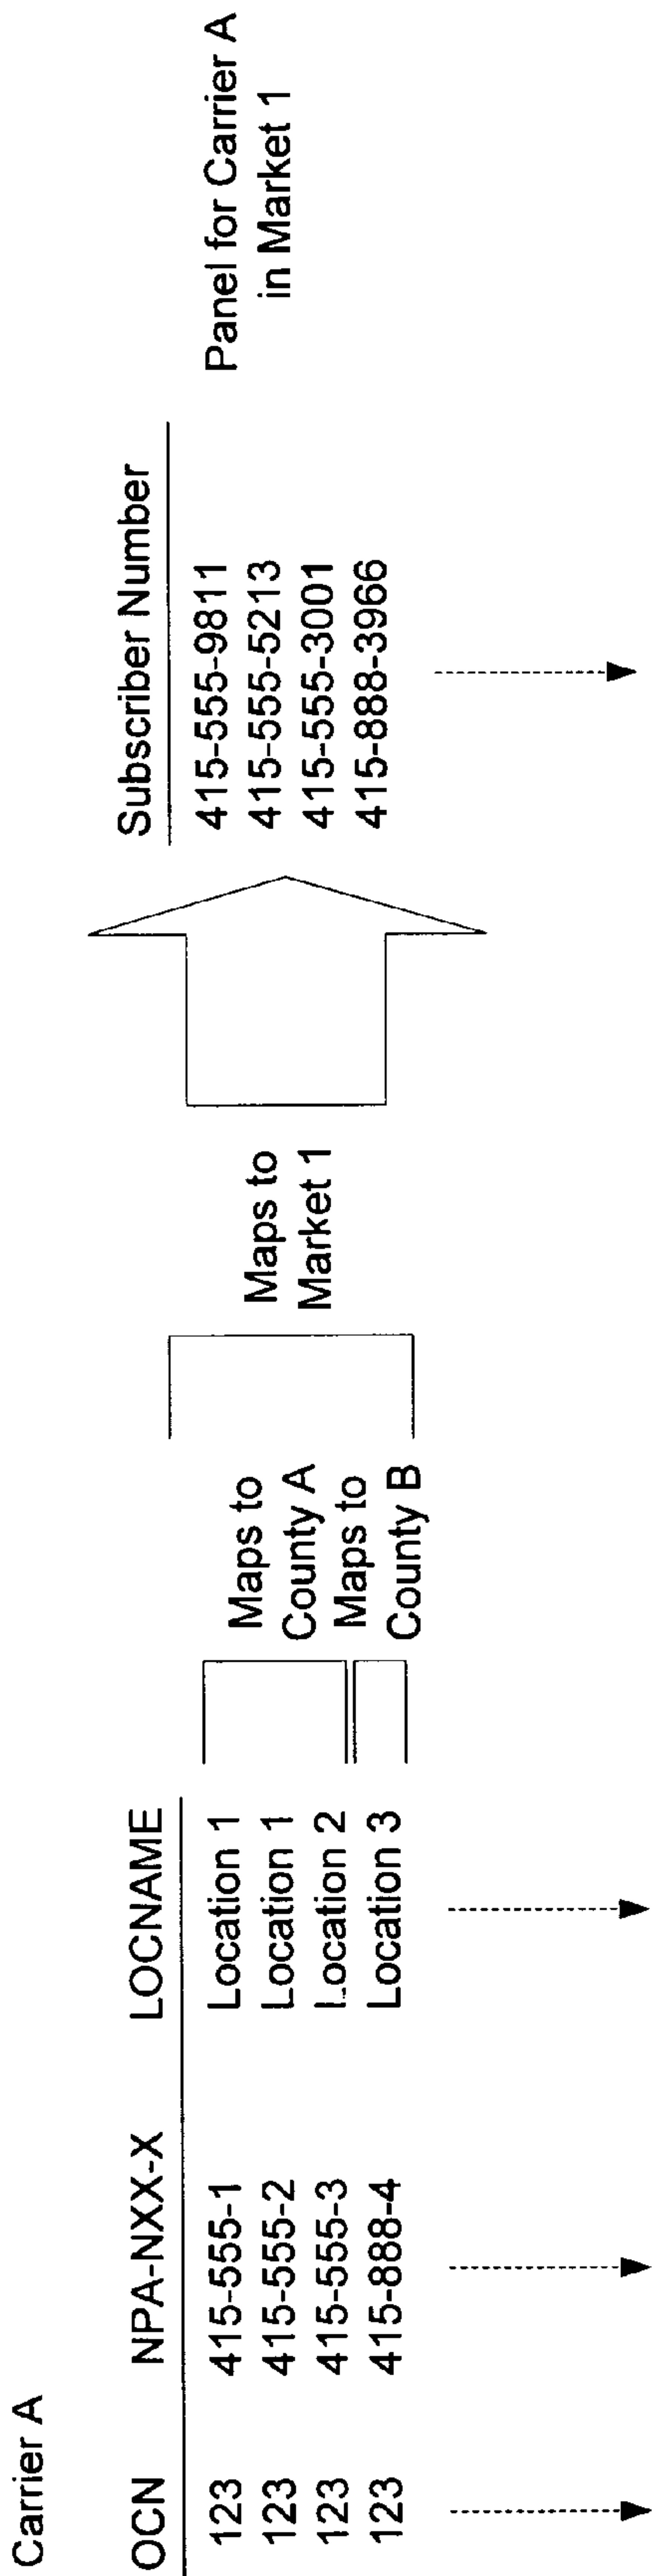 Carrier A
OCN NPA-NXX-X LOCNAME
123 415-555-1 Location 1
123 415-555-2 Location 1
123 415-555-3 Location 2
123 415-888-4 Location 3
Maps to
County A
Maps to
County B
Maps to
Market 1
Subscriber Number
415-555-9811
415-555-5213
415-555-3001
415-888-3966
Panel for Carrier A
in Market 1